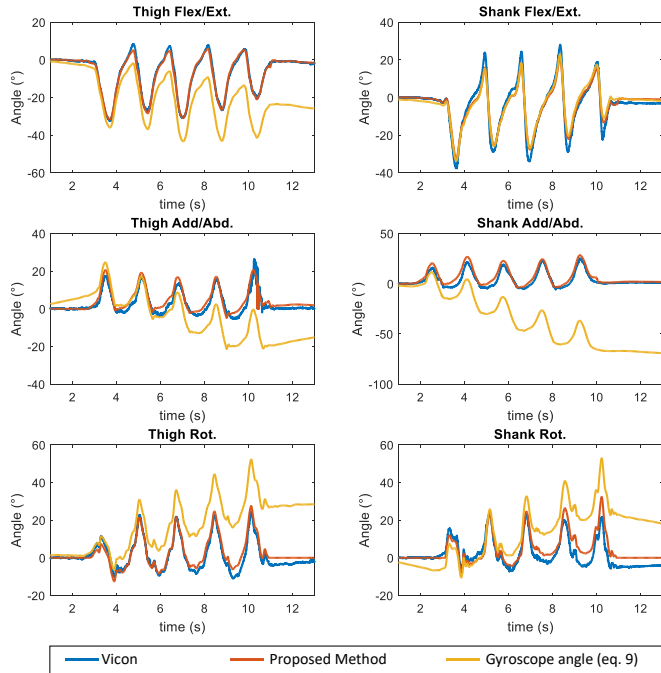 Thigh Flex/Ext.
20
0
-20
-40
-60
Angle (°)
2 4 6 8 10 12
time (s)
Shank Flex/Ext.
40
20
0
-20
-40
2 4 6 8 10 12
time (s)
Thigh Add/Abd.
40
20
0
-20
-40
Angle (°)
2 4 6 8 10 12
time (s)
Shank Add/Abd.
50
0
-50
-100
2 4 6 8 10 12
time (s)
Thigh Rot.
60
40
20
0
-20
Angle (°)
2 4 6 8 10 12
time (s)
Shank Rot.
60
40
20
0
-20
Angle (°)
2 4 6 8 10 12
time (s)
Vicon Proposed Method Gyroscope angle (eq. 9)